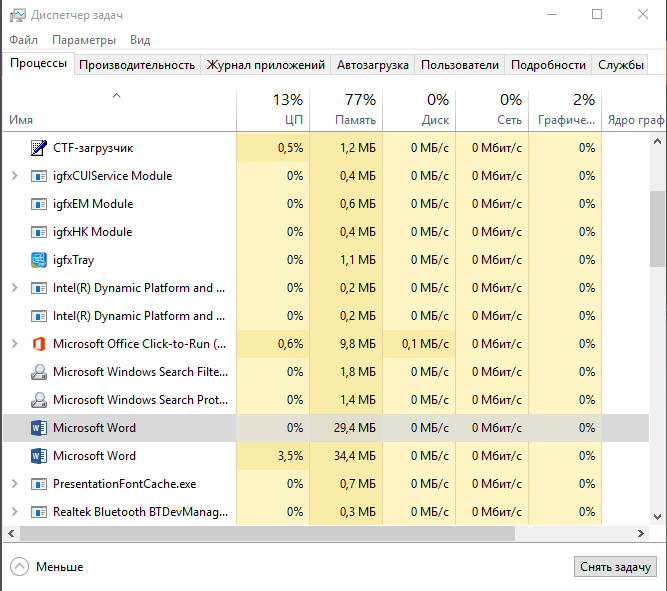 Диспетчер задач
Файл Параметры Вид
Процессы Производительность Журнал приложений Автозагрузка Пользователи Подробности Службы
13% 77% 0% 0% 2%
Имя ЦП Память Диск Сеть Графиче... Ядро граф
CTF-загрузчик 0,5% 1,2 МБ 0 МБ/с 0 Мбит/с 0%
igfxCUIService Module 0% 0,4 МБ 0 МБ/с 0 Мбит/с 0%
igfxEM Module 0% 0,6 МБ 0 МБ/с 0 Мбит/с 0%
igfxHK Module 0% 0,4 МБ 0 МБ/с 0 Мбит/с 0%
igfxTray 0% 1,1 МБ 0 МБ/с 0 Мбит/с 0%
Intel(R) Dynamic Platform and ... 0% 0,2 МБ 0 МБ/с 0 Мбит/с 0%
Intel(R) Dynamic Platform and ... 0% 0,2 МБ 0 МБ/с 0 Мбит/с 0%
Microsoft Office Click-to-Run (... 0,6% 9,8 МБ 0,1 МБ/с 0 Мбит/с 0%
Microsoft Windows Search Filte... 0% 1,8 МБ 0 МБ/с 0 Мбит/с 0%
Microsoft Windows Search Prot... 0% 1,4 МБ 0 МБ/с 0 Мбит/с 0%
Microsoft Word 0% 29,4 МБ 0 МБ/с 0 Мбит/с 0%
Microsoft Word 3,5% 34,4 МБ 0 МБ/с 0 Мбит/с 0%
PresentationFontCache.exe 0% 0,7 МБ 0 МБ/с 0 Мбит/с 0%
Realtek Bluetooth BTDevManag... 0% 0,3 МБ 0 МБ/с 0 Мбит/с 0%
Меньше Снять задачу